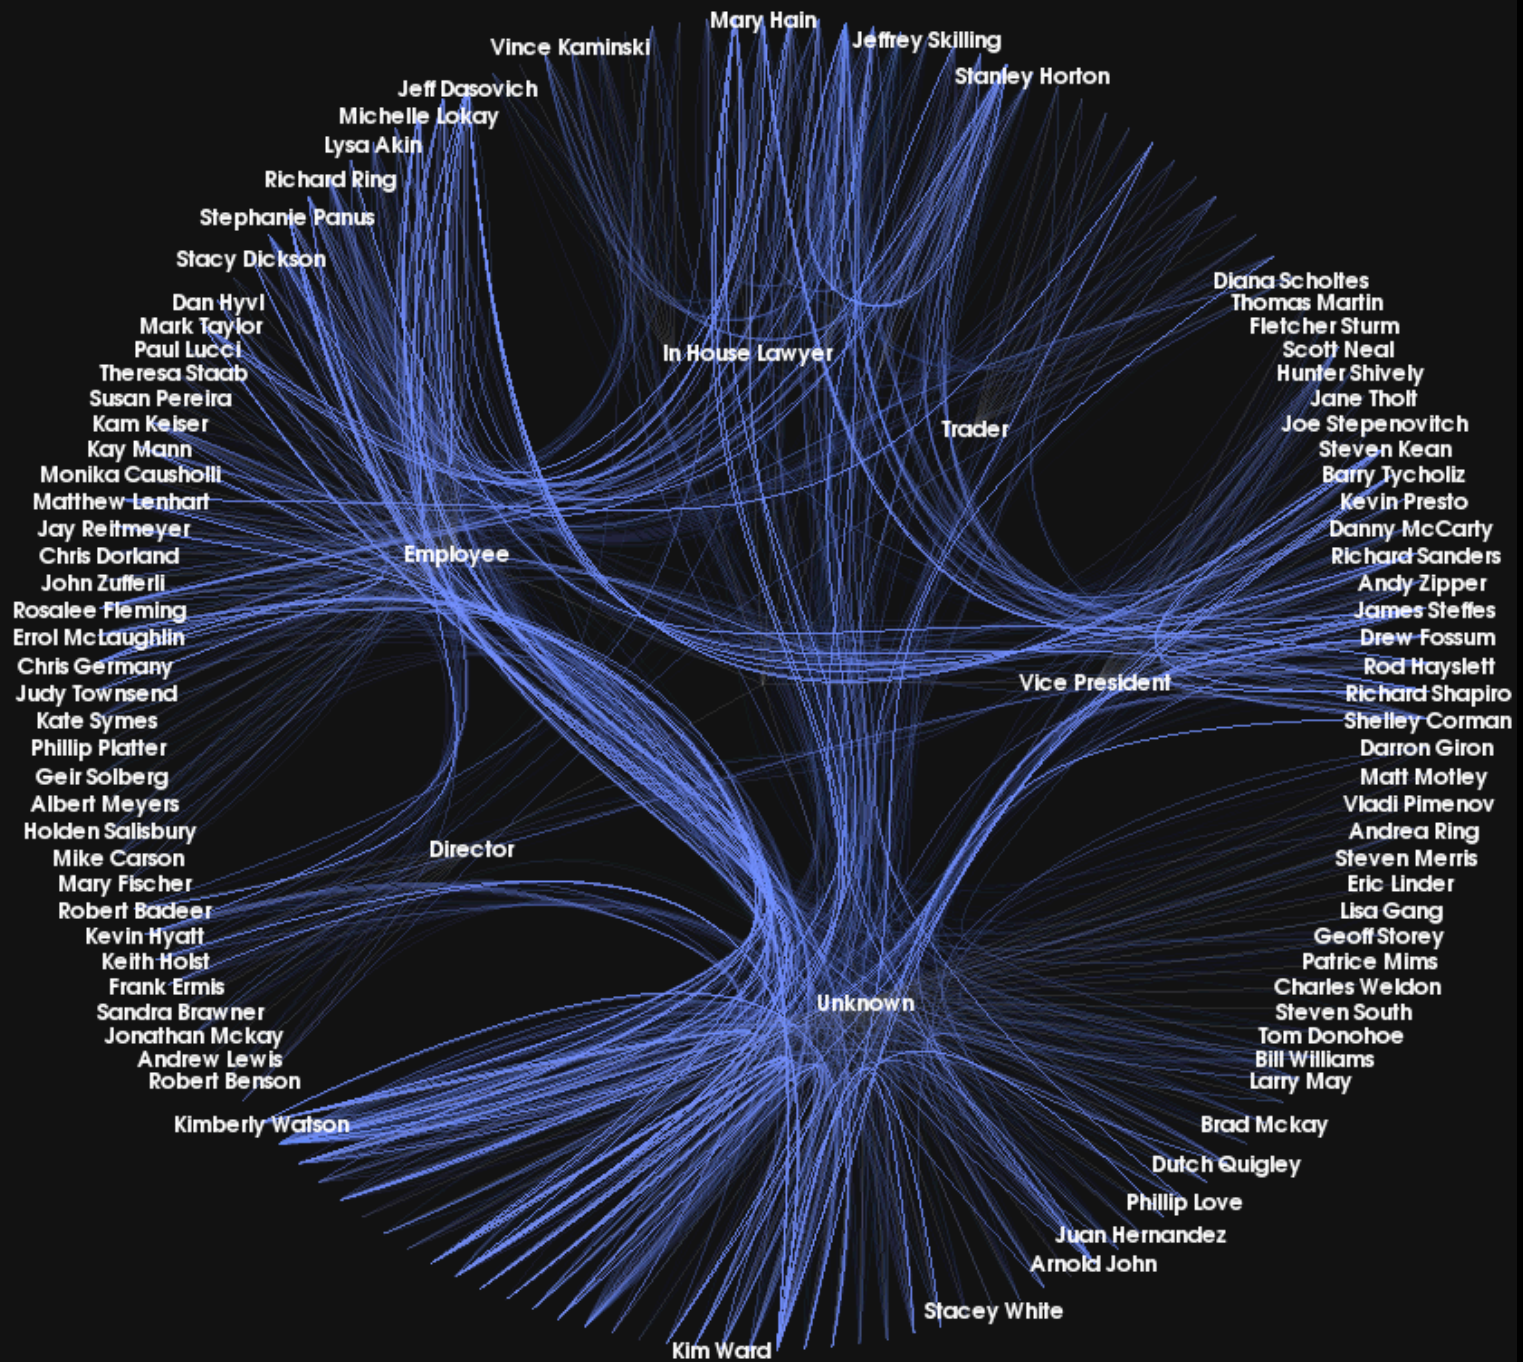 Mary Hain
Jeffrey Skilling
Vince Kaminski
Stanley Horton
Jeff Dasovich
Michelle Lokay
Lysa Akin
Richard Ring
Stephanie Panus
Stacy Dickson
Diana Scholtes
Dan Hyvl
Thomas Martin
Mark Taylor
Fletcher Sturm
Paul Lucci
In House Lawyer
Scott Neal
Theresa Staab
Hunter Shively
Susan Pereira
Jane Tholt
Kam Keiser
Trader
Joe Stepenovitch
Kay Mann
Steven Kean
Monika Causholli
Barry Tycholiz
Matthew Lenhart
Kevin Presto
Jay Reitmeyer
Danny McCarty
Chris Dorland
Employee
Richard Sanders
John Zufferli
Andy Zipper
Rosalee Fleming
James Steffes
Errol McLaughlin
Drew Fossum
Chris Germany
Rod Hayslett
Judy Townsend
Vice President
Richard Shapiro
Kate Symes
Shelley Corman
Phillip Platter
Darron Giron
Geir Solberg
Matt Motley
Albert Meyers
Vladi Pimenov
Holden Salisbury
Andrea Ring
Mike Carson
Director
Steven Merris
Mary Fischer
Eric Linder
Robert Badeer
Lisa Gang
Kevin Hyatt
Geoff Storey
Keith Holst
Patrice Mims
Frank Ermis
Charles Weldon
Sandra Brawner
Unknown
Steven South
Jonathan Mckay
Tom Donohoe
Andrew Lewis
Bill Williams
Robert Benson
Larry May
Kimberly Watson
Brad Mckay
Dutch Quigley
Phillip Love
Juan Hernandez
Arnold John
Stacey White
Kim Ward